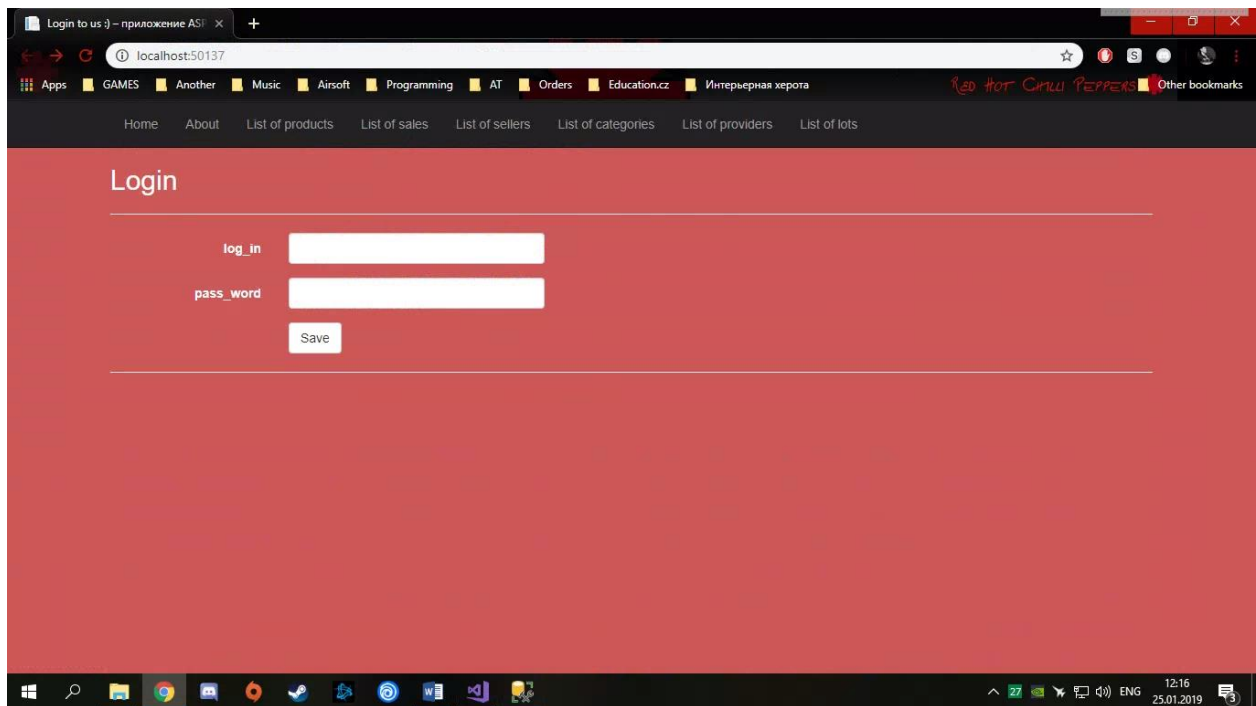 Login to us :) – приложение ASP
localhost:50137
S
Apps GAMES Another Music Airsoft Programming AT Orders Education.cz Интерьерная херота RED HOT CHILI PEPPERS Other bookmarks
Home About List of products List of sales List of sellers List of categories List of providers List of lots
Login
log_in
pass_word
Save
27 ENG 12:16
25.01.2019 3